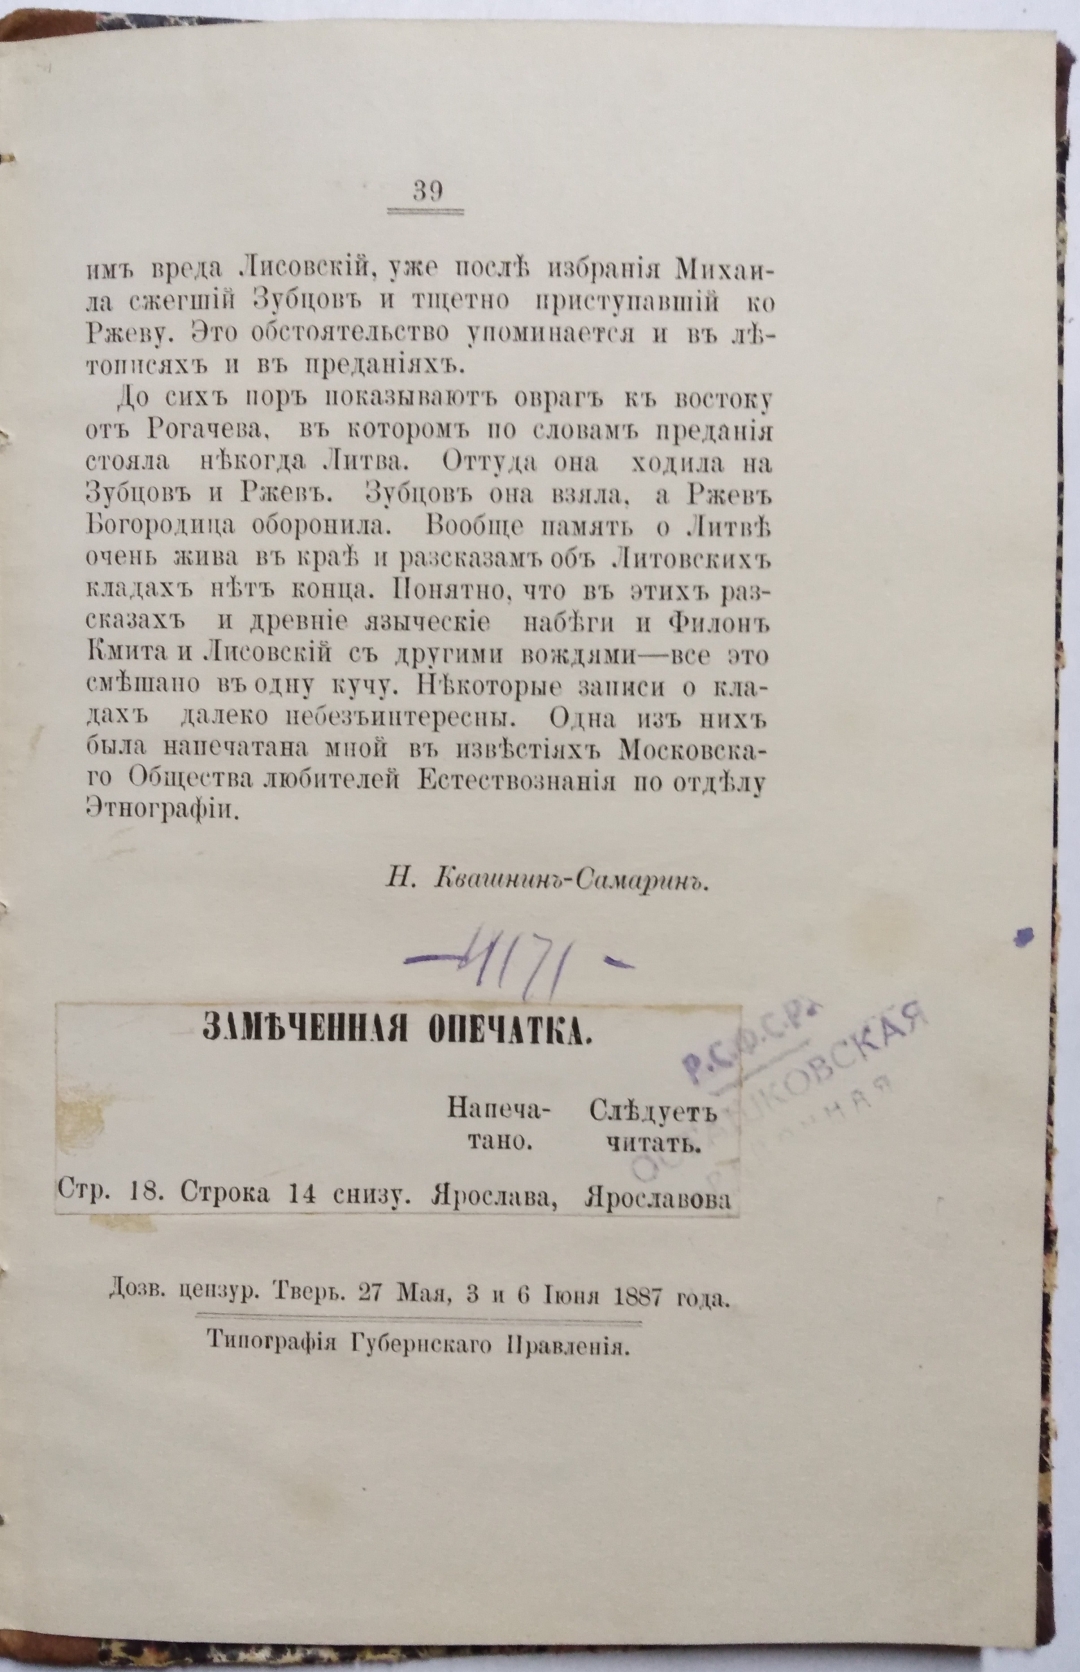 39
имъ вреда Лисовскій, уже послѣ избранія Михаи-
ла сжегшій Зубцовъ и тщетно приступавшій ко
Ржеву. Это обстоятельство упоминается и въ лѣ-
тописяхъ и въ преданіяхъ.
До сихъ поръ показываютъ оврагъ къ востоку
отъ Рогачева, въ которомъ по словамъ преданія
стояла нѣкогда Литва. Оттуда она ходила на
Зубцовъ и Ржевъ. Зубцовъ она взяла, а Ржевъ
Богородица оборонила. Вообще память о Литвѣ
очень жива въ краѣ и разсказамъ объ Литовскихъ
кладахъ нѣтъ конца. Понятно, что въ этихъ раз-
сказахъ и древніе языческіе набѣги и Филонъ
Кмита и Лисовскій съ другими вождями—все это
смѣшано въ одну кучу. Нѣкоторые записи о кла-
дахъ далеко небезъинтересны. Одна изъ нихъ
была напечатана мной въ извѣстіяхъ Московска-
го Общества любителей Естествознанія по отдѣлу
Этнографіи.
Н. Квашнинъ-Самаринъ.
—4171-
ЗАМѢЧЕННАЯ ОПЕЧАТКА.
Р.С.Ф.С.Р.
ОСТАШКОВСКАЯ
Напеча- Слѣдуетъ
тано. читать.
Стр. 18. Строка 14 снизу. Ярослава, Ярославова
Дозв. цензур. Тверь. 27 Мая, 3 и 6 Іюня 1887 года.
Типографія Губернскаго Правленія.